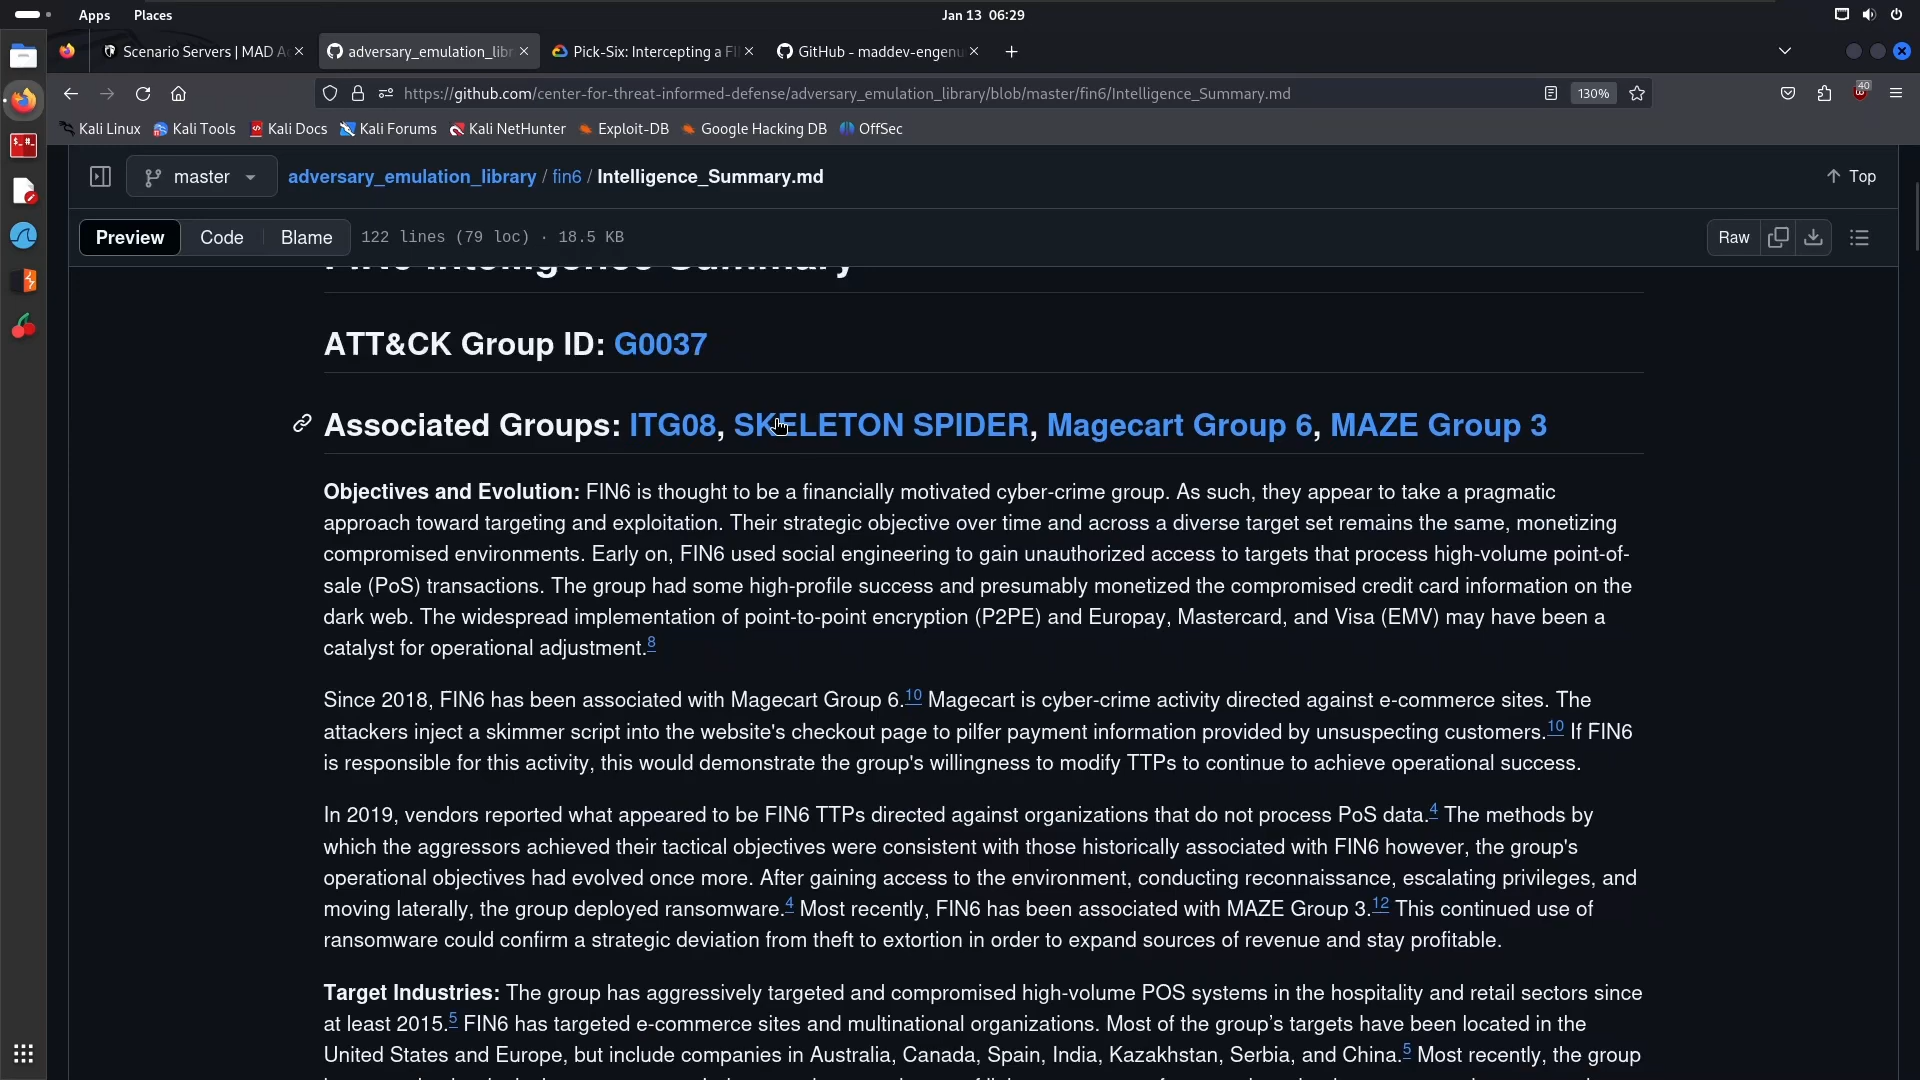 Apps Places Jan 13 06:29
Scenario Servers | MAD A adversary_emulation_libr Pick-Six: Intercepting a FI GitHub - maddev-engenu
https://github.com/center-for-threat-informed-defense/adversary_emulation_library/blob/master/fin6/Intelligence_Summary.md 130% 40
Kali Linux Kali Tools Kali Docs Kali Forums Kali NetHunter Exploit-DB Google Hacking DB OffSec
master adversary_emulation_library / fin6 / Intelligence_Summary.md Top
Preview Code Blame 122 lines (79 loc) · 18.5 KB Raw
FIN6 Intelligence Summary
ATT&CK Group ID: G0037
Associated Groups: ITG08, SKELETON SPIDER, Magecart Group 6, MAZE Group 3
Objectives and Evolution: FIN6 is thought to be a financially motivated cyber-crime group. As such, they appear to take a pragmatic
approach toward targeting and exploitation. Their strategic objective over time and across a diverse target set remains the same, monetizing
compromised environments. Early on, FIN6 used social engineering to gain unauthorized access to targets that process high-volume point-of-
sale (PoS) transactions. The group had some high-profile success and presumably monetized the compromised credit card information on the
dark web. The widespread implementation of point-to-point encryption (P2PE) and Europay, Mastercard, and Visa (EMV) may have been a
catalyst for operational adjustment.8
Since 2018, FIN6 has been associated with Magecart Group 6.10 Magecart is cyber-crime activity directed against e-commerce sites. The
attackers inject a skimmer script into the website's checkout page to pilfer payment information provided by unsuspecting customers.10 If FIN6
is responsible for this activity, this would demonstrate the group's willingness to modify TTPs to continue to achieve operational success.
In 2019, vendors reported what appeared to be FIN6 TTPs directed against organizations that do not process PoS data.4 The methods by
which the aggressors achieved their tactical objectives were consistent with those historically associated with FIN6 however, the group's
operational objectives had evolved once more. After gaining access to the environment, conducting reconnaissance, escalating privileges, and
moving laterally, the group deployed ransomware.4 Most recently, FIN6 has been associated with MAZE Group 3.12 This continued use of
ransomware could confirm a strategic deviation from theft to extortion in order to expand sources of revenue and stay profitable.
Target Industries: The group has aggressively targeted and compromised high-volume POS systems in the hospitality and retail sectors since
at least 2015.5 FIN6 has targeted e-commerce sites and multinational organizations. Most of the group’s targets have been located in the
United States and Europe, but include companies in Australia, Canada, Spain, India, Kazakhstan, Serbia, and China.5 Most recently, the group